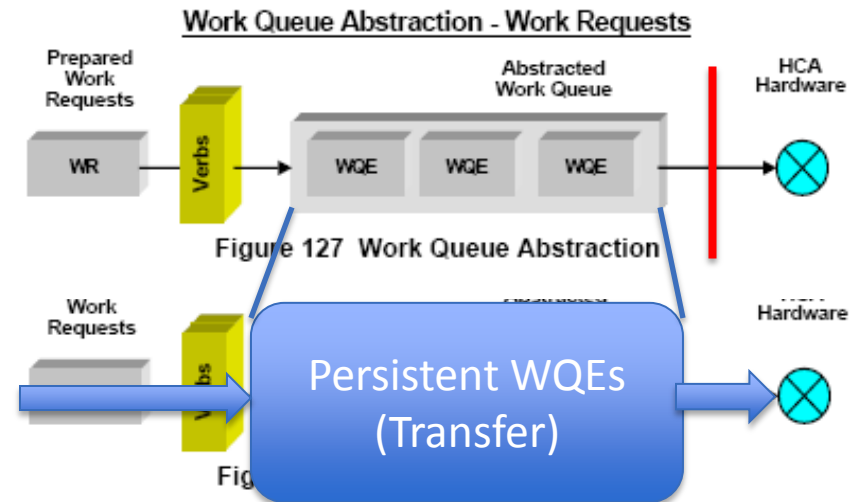 Work Queue Abstraction - Work Requests
Prepared
Work
Requests
Abstracted
Work Queue
HCA
Hardware
WR
Verbs
WQE
WQE
WQE
Figure 127 Work Queue Abstraction
Work
Requests
Hardware
Persistent WQEs
(Transfer)
Fig